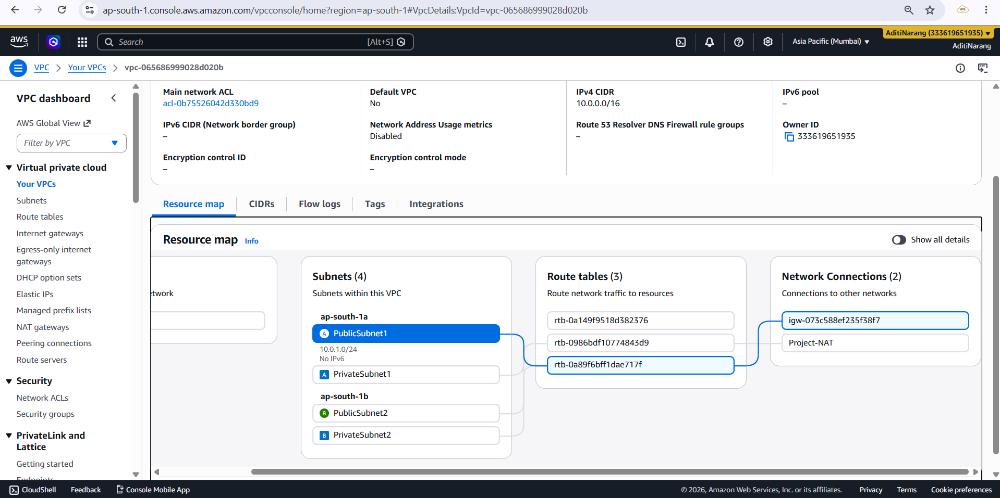 ap-south-1.console.aws.amazon.com/vpcconsole/home?region=ap-south-1#VpcDetails:VpcId=vpc-065686999028d020b
aws
Search
[Alt+S]
Asia Pacific (Mumbai)
AditiNarang (333619651935)
AditiNarang
VPC
Your VPCs
vpc-065686999028d020b
VPC dashboard
AWS Global View
Filter by VPC
Virtual private cloud
Your VPCs
Subnets
Route tables
Internet gateways
Egress-only internet
gateways
DHCP option sets
Elastic IPs
Managed prefix lists
NAT gateways
Peering connections
Route servers
Security
Network ACLs
Security groups
PrivateLink and
Lattice
Getting started
Endpoints
Main network ACL
acl-0b75526042d330bd9
Default VPC
No
IPv4 CIDR
10.0.0.0/16
IPv6 pool
–
IPv6 CIDR (Network border group)
–
Network Address Usage metrics
Disabled
Route 53 Resolver DNS Firewall rule groups
–
Owner ID
333619651935
Encryption control ID
–
Encryption control mode
–
Resource map
CIDRs
Flow logs
Tags
Integrations
Resource map Info
Show all details
twork
Subnets (4)
Subnets within this VPC
ap-south-1a
A PublicSubnet1
10.0.1.0/24
No IPv6
A PrivateSubnet1
ap-south-1b
B PublicSubnet2
B PrivateSubnet2
Route tables (3)
Route network traffic to resources
rtb-0a149f9518d382376
rtb-0986bdf10774843d9
rtb-0a89f6bff1dae717f
Network Connections (2)
Connections to other networks
igw-073c588ef235f38f7
Project-NAT
CloudShell
Feedback
Console Mobile App
© 2026, Amazon Web Services, Inc. or its affiliates.
Privacy
Terms
Cookie preferences